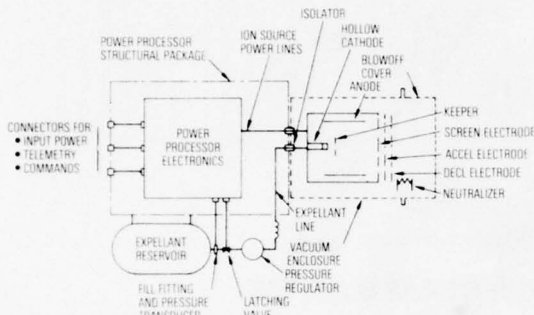 ISOLATOR
ION SOURCE
POWER LINES
HOLLOW
CATHODE
POWER PROCESSOR
STRUCTURAL PACKAGE
BLOWOFF
COVER
ANODE
KEEPER
SCREEN ELECTRODE
ACCEL ELECTRODE
DECL ELECTRODE
NEUTRALIZER
CONNECTORS FOR
• INPUT POWER
• TELEMETRY
• COMMANDS
POWER
PROCESSOR
ELECTRONICS
EXPELLANT
LINE
EXPELLANT
RESERVOIR
VACUUM
ENCLOSURE
PRESSURE
REGULATOR
FILL FITTING
AND PRESSURE
TRANSDUCER
LATCHING
VALVE